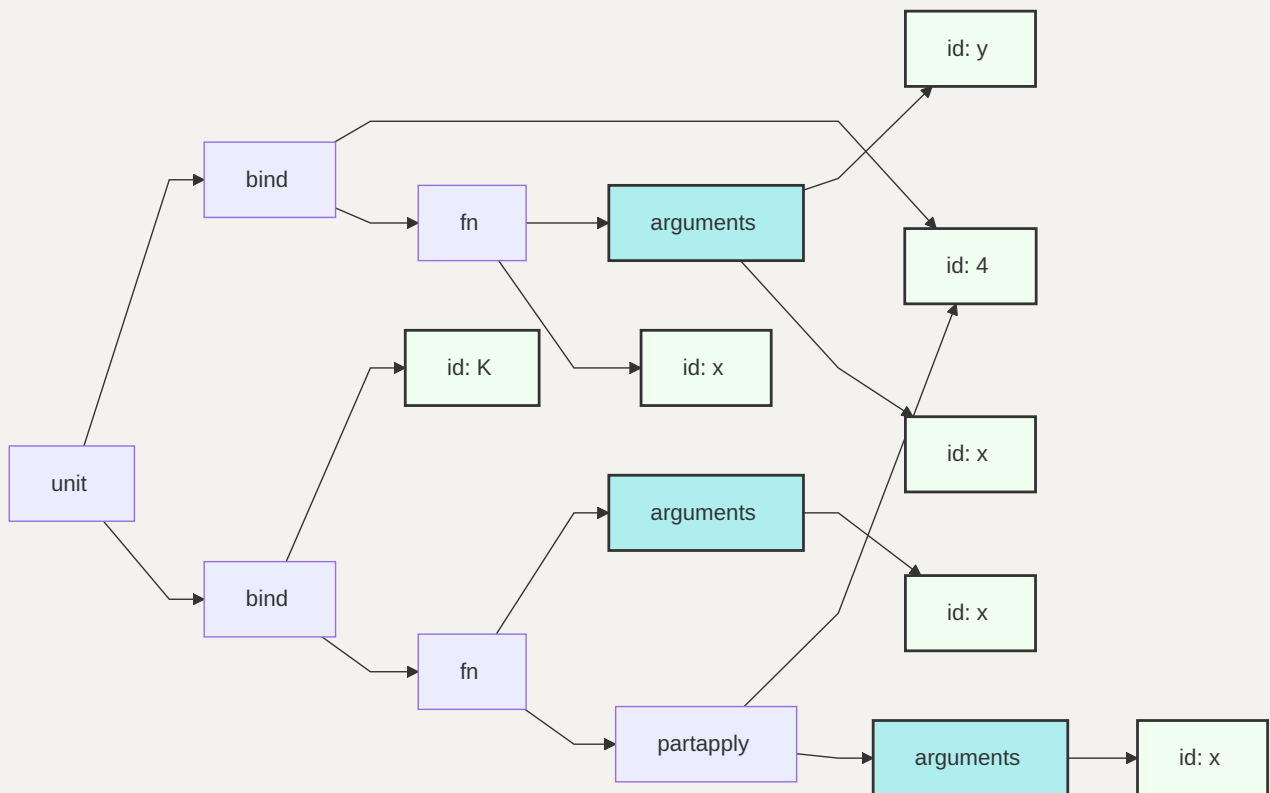 id: y
bind
fn
arguments
id: 4
id: K
id: x
id: x
unit
arguments
bind
id: x
fn
partapply
arguments
id: x